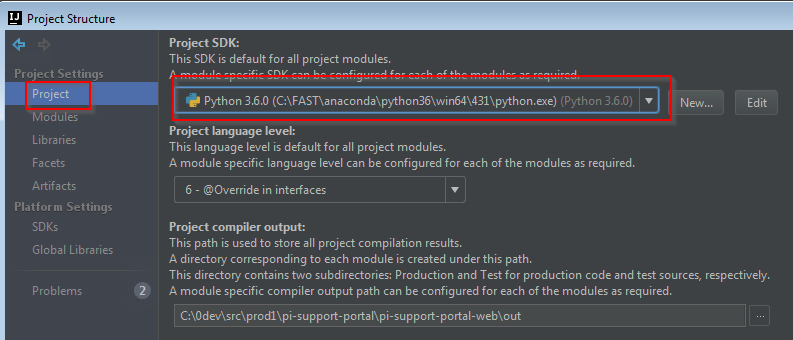 Project Structure
Project Settings
Project
Modules
Libraries
Facets
Artifacts
Platform Settings
SDKs
Global Libraries
Problems 2
Project SDK:
This SDK is default for all project modules.
A module specific SDK can be configured for each of the modules as required.
Python 3.6.0 (C:\FAST\anaconda\python36\win64\431\python.exe) (Python 3.6.0)
New... Edit
Project language level:
This language level is default for all project modules.
A module specific language level can be configured for each of the modules as required.
6 - @Override in interfaces
Project compiler output:
This path is used to store all project compilation results.
A directory corresponding to each module is created under this path.
This directory contains two subdirectories: Production and Test for production code and test sources, respectively.
A module specific compiler output path can be configured for each of the modules as required.
C:\0dev\src\prod1\pi-support-portal\pi-support-portal-web\out
...